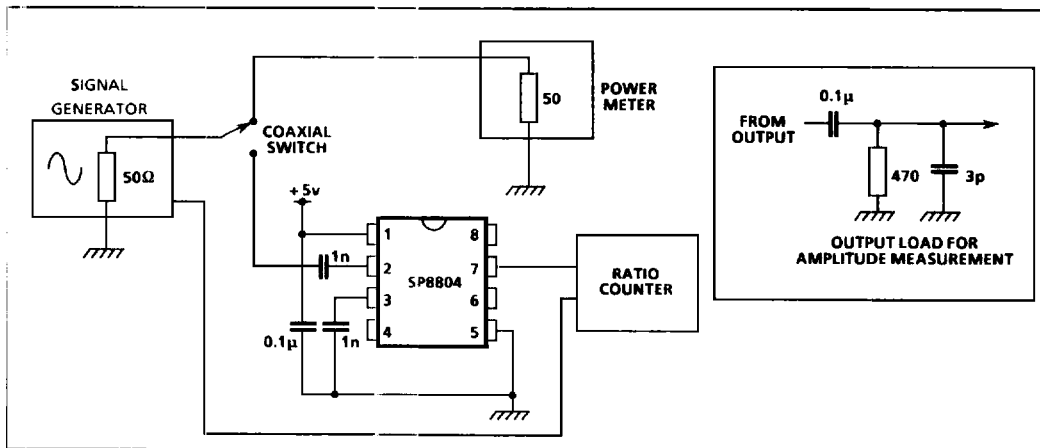 SIGNAL
GENERATOR
50Ω
COAXIAL
SWITCH
50
POWER
METER
+5v
1n
0.1μ
1n
1
2
3
4
SP8804
8
7
6
5
RATIO
COUNTER
0.1μ
FROM
OUTPUT
470
3p
OUTPUT LOAD FOR
AMPLITUDE MEASUREMENT